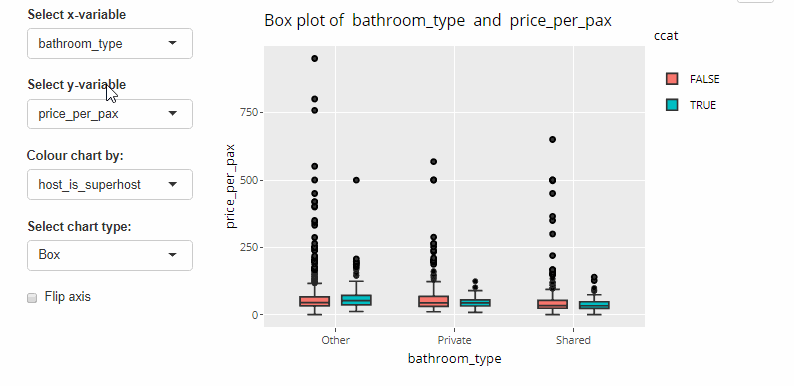 Select x-variable
bathroom_type
Select y-variable
price_per_pax
Colour chart by:
host_is_superhost
Select chart type:
Box
Flip axis
Box plot of bathroom_type and price_per_pax
price_per_pax
750
500
250
0
Other Private Shared
bathroom_type
ccat
FALSE
TRUE